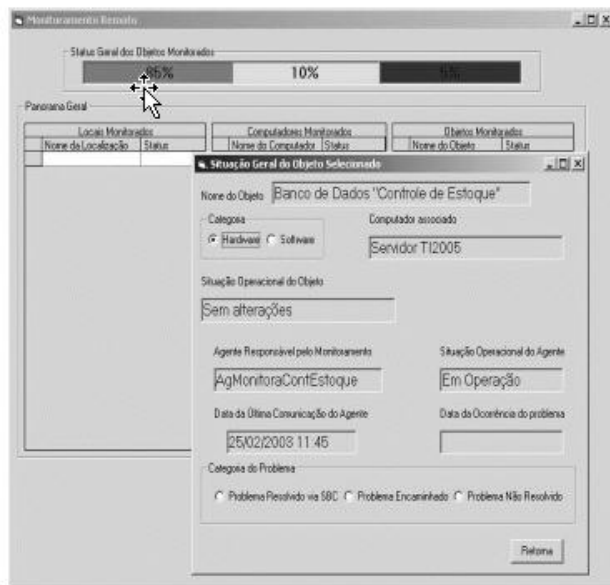 Monitoramento Remoto
Status Geral dos Objetos Monitorados
85% 10% 5%
Panorama Geral
Locais Monitorados Computadores Monitorados Objetos Monitorados
Nome da Localização Status Nome do Computador Status Nome do Objeto Status
Situação Geral do Objeto Selecionado
Nome do Objeto Banco de Dados "Controle de Estoque"
Categoria Computador associado
Hardware Software Servidor TI2005
Situação Operacional do Objeto
Sem alterações
Agente Responsável pelo Monitoramento Situação Operacional do Agente
AgMonitoraContEstoque Em Operação
Data da Última Comunicação do Agente Data da Ocorrência do problema
25/02/2003 11 45
Categoria do Problema
Problema Resolvido via SBC Problema Encaminhado Problema Não Resolvido
Retorna